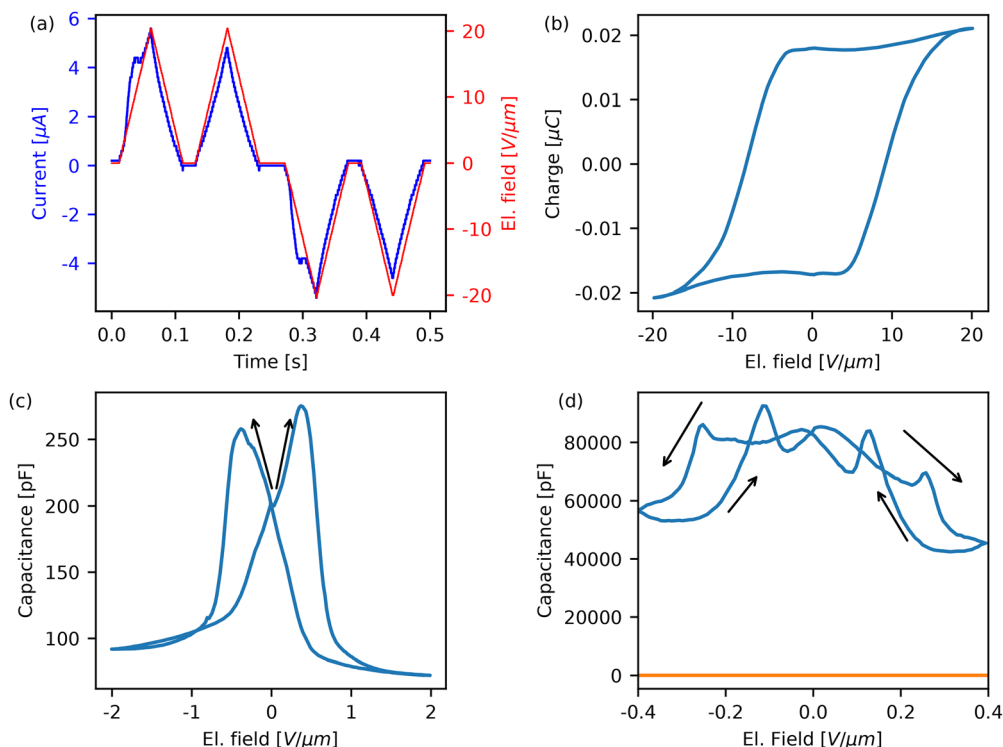 (a)
6
4
2
0
-2
-4
Current [μA]
20
10
0
-10
-20
El. field [V/μm]
0.0 0.1 0.2 0.3 0.4 0.5
Time [s]
(b)
0.02
0.01
0.00
-0.01
-0.02
Charge [μC]
-20 -10 0 10 20
El. field [V/μm]
(c)
250
200
150
100
Capacitance [pF]
-2 -1 0 1 2
El. field [V/μm]
(d)
80000
60000
40000
20000
0
Capacitance [pF]
-0.4 -0.2 0.0 0.2 0.4
El. Field [V/μm]